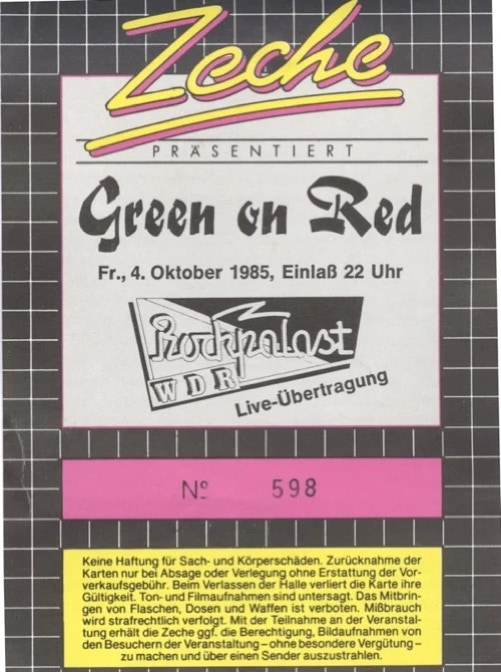 Zeche
PRÄSENTIERT
Green on Red
Fr., 4. Oktober 1985, Einlaß 22 Uhr
Rockpalast
WDR
Live-Übertragung
Nº 598
Keine Haftung für Sach- und Körperschäden. Zurücknahme der
Karten nur bei Absage oder Verlegung ohne Erstattung der Vor-
verkaufsgebühr. Beim Verlassen der Halle verliert die Karte ihre
Gültigkeit. Ton- und Filmaufnahmen sind untersagt. Das Mitbrin-
gen von Flaschen, Dosen und Waffen ist verboten. Mißbrauch
wird strafrechtlich verfolgt. Mit der Teilnahme an der Veranstal-
tung erhält die Zeche ggf. die Berechtigung, Bildaufnahmen von
den Besuchern der Veranstaltung – ohne besondere Vergütung –
zu machen und über einen Sender auszustrahlen.